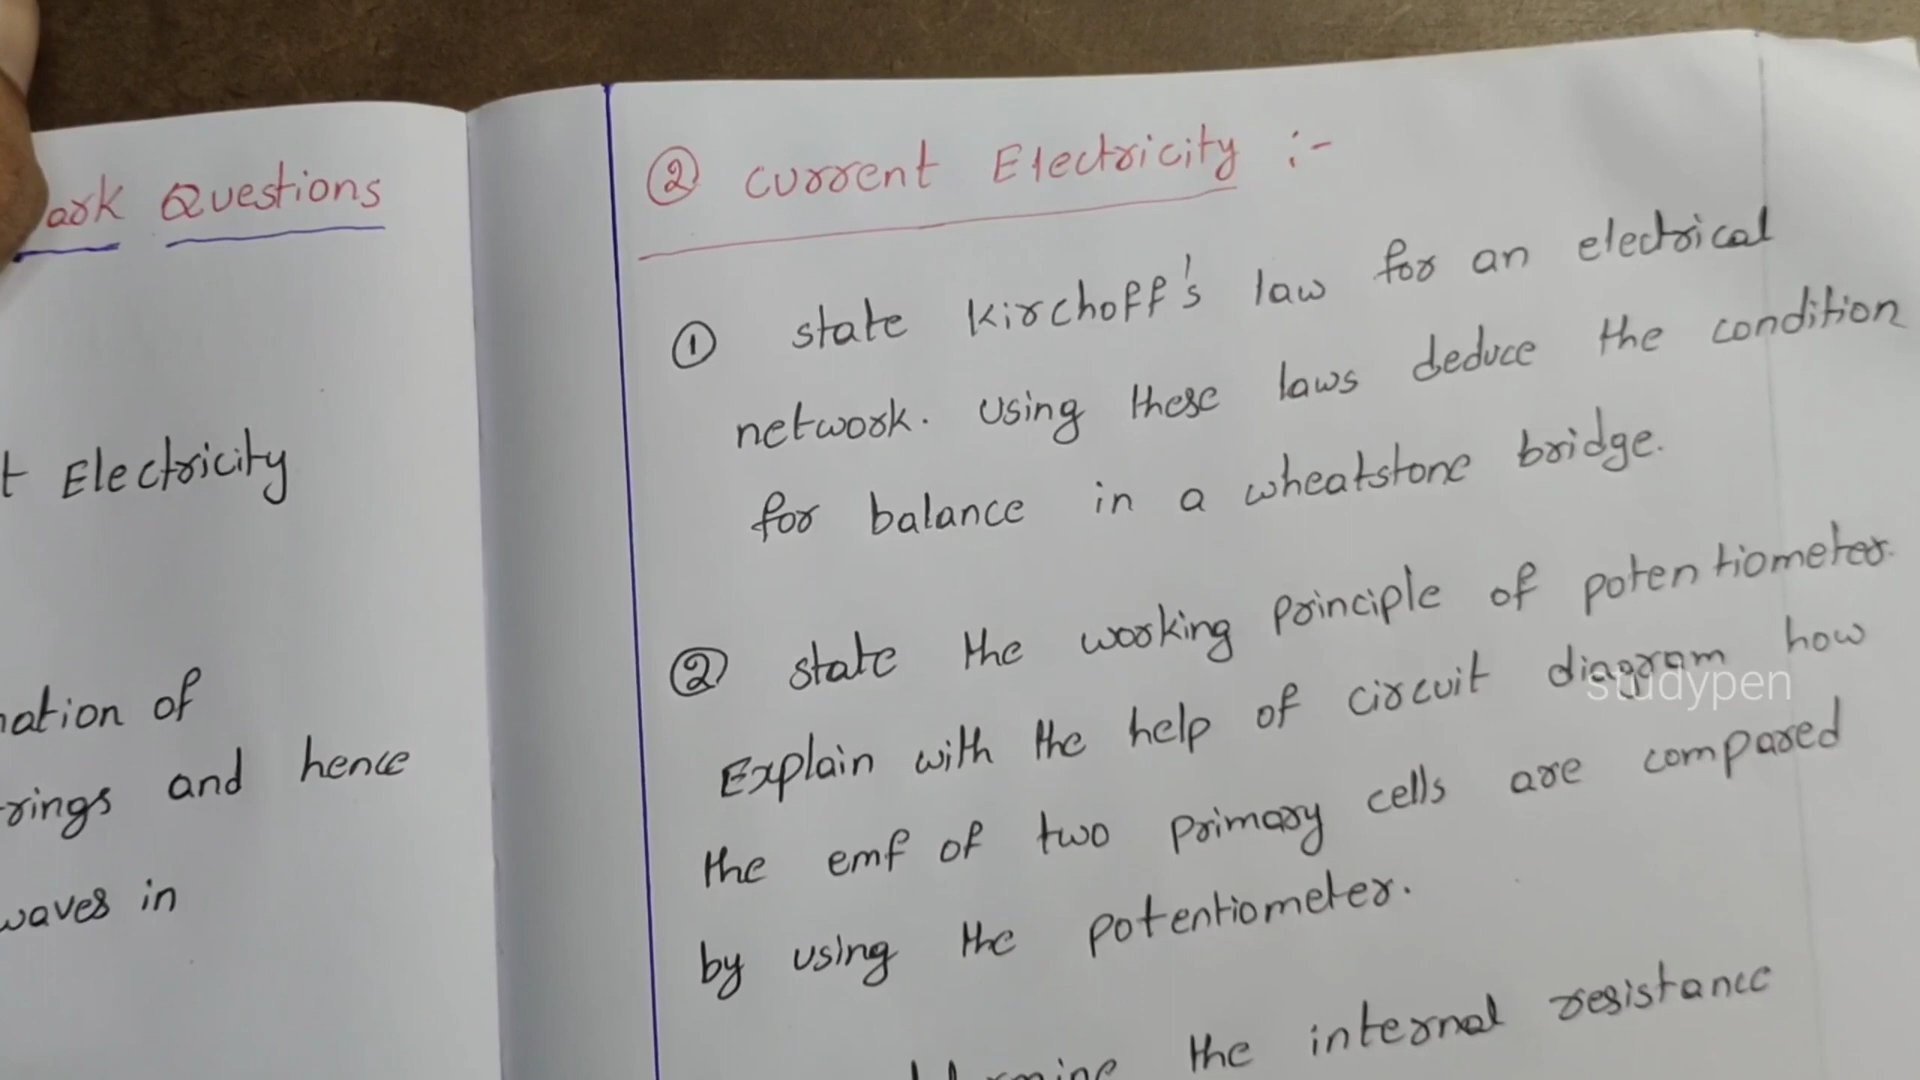 ark Questions
t Electricity
nation of
rings and hence
waves in
② Current Electricity :-
① state Kirchoff's law for an electrical
network. Using these laws deduce the condition
for balance in a wheatstone bridge.
② state the working principle of potentiometer.
Explain with the help of circuit diagram how
the emf of two primary cells are compared
by using the potentiometer.
the internal resistance
studypen